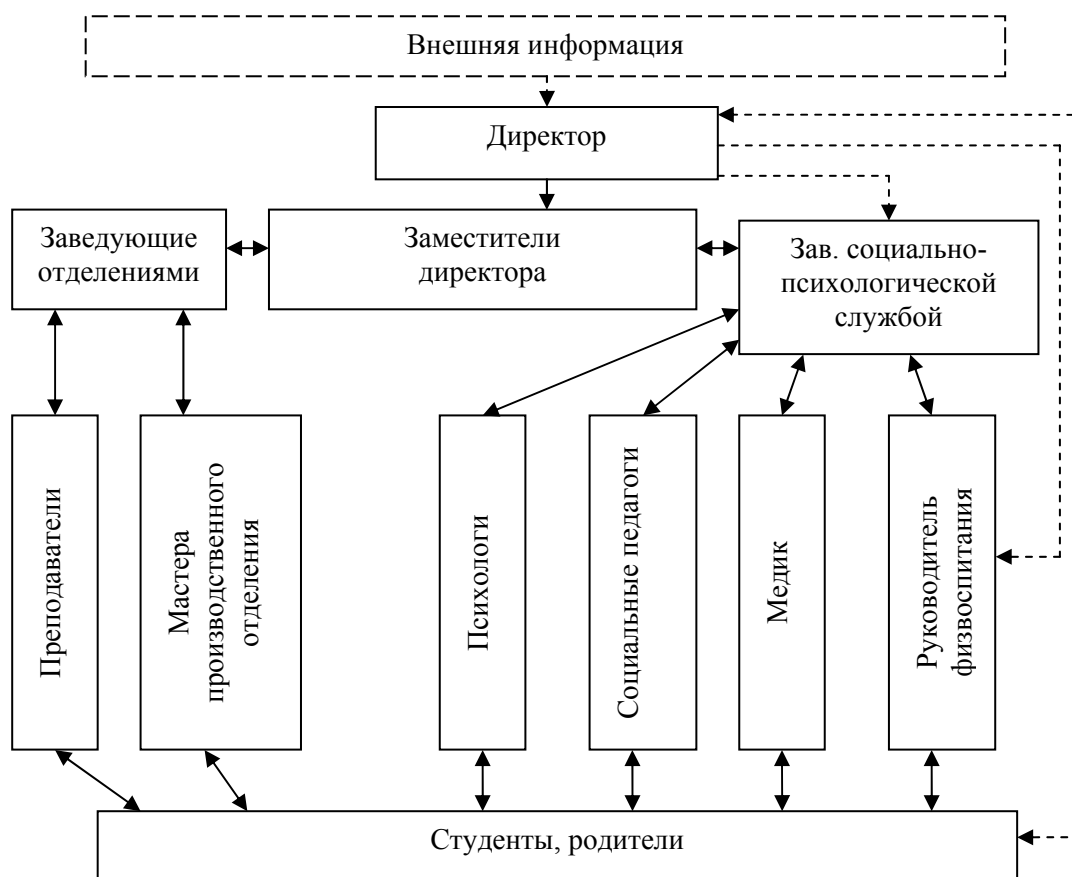 Внешняя информация
Директор
Заведующие
отделениями
Заместители
директора
Зав. социально-
психологической
службой
Преподаватели
Мастера
производственного
отделения
Психологи
Социальные педагоги
Медик
Руководитель
физвоспитания
Студенты, родители